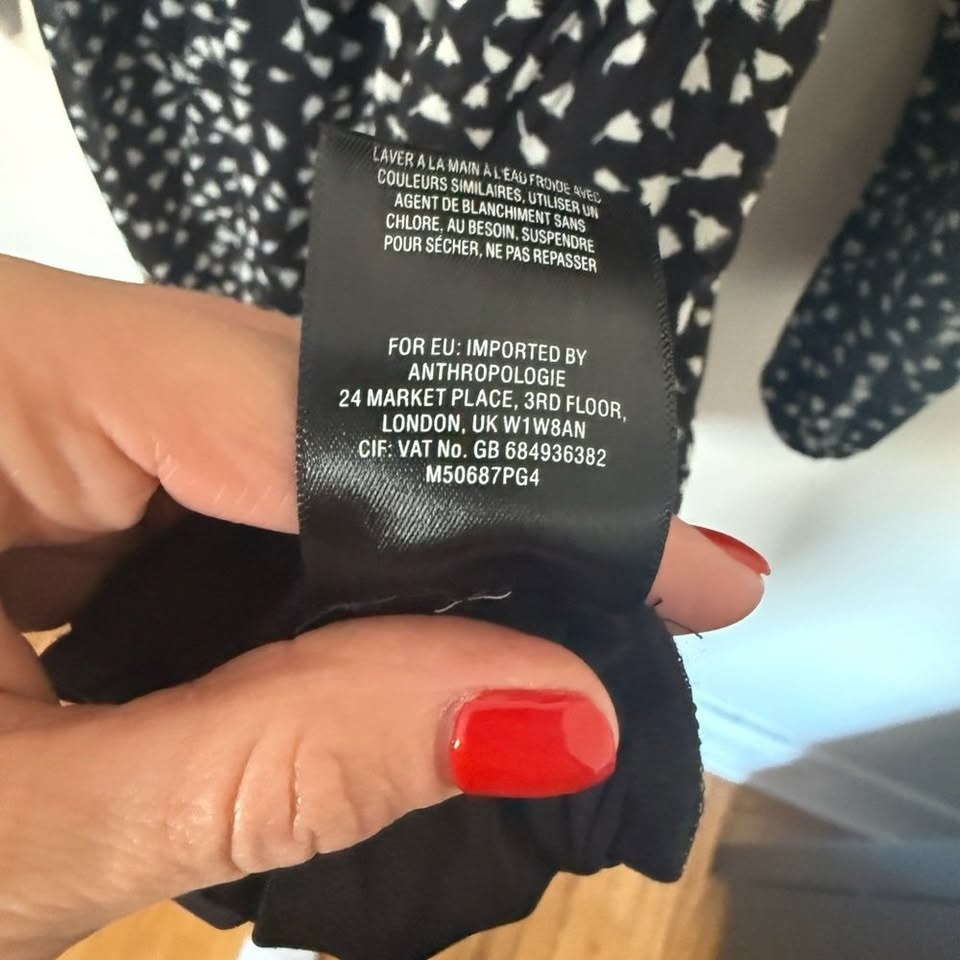 LAVER A LA MAIN À L'EAU FROIDE AVEC
COULEURS SIMILAIRES, UTILISER UN
AGENT DE BLANCHIMENT SANS
CHLORE, AU BESOIN, SUSPENDRE
POUR SÉCHER, NE PAS REPASSER
FOR EU: IMPORTED BY
ANTHROPOLOGIE
24 MARKET PLACE, 3RD FLOOR,
LONDON, UK W1W8AN
CIF: VAT No. GB 684936382
M50687PG4